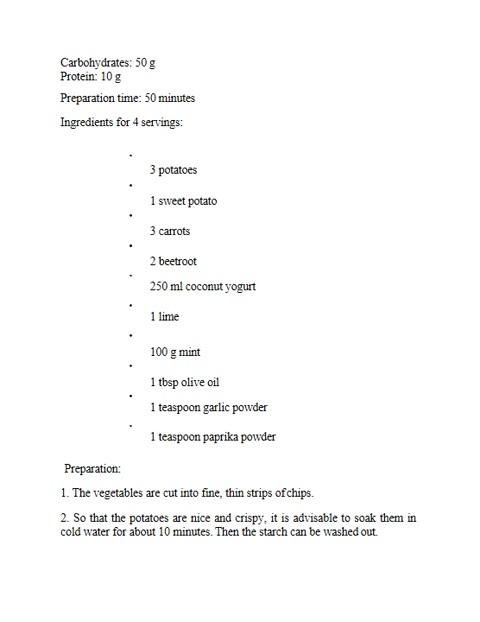 Carbohydrates: 50 g
Protein: 10 g
Preparation time: 50 minutes
Ingredients for 4 servings:
•
3 potatoes
•
1 sweet potato
•
3 carrots
•
2 beetroot
•
250 ml coconut yogurt
•
1 lime
•
100 g mint
•
1 tbsp olive oil
•
1 teaspoon garlic powder
•
1 teaspoon paprika powder
Preparation:
1. The vegetables are cut into fine, thin strips of chips.
2. So that the potatoes are nice and crispy, it is advisable to soak them in
cold water for about 10 minutes. Then the starch can be washed out.